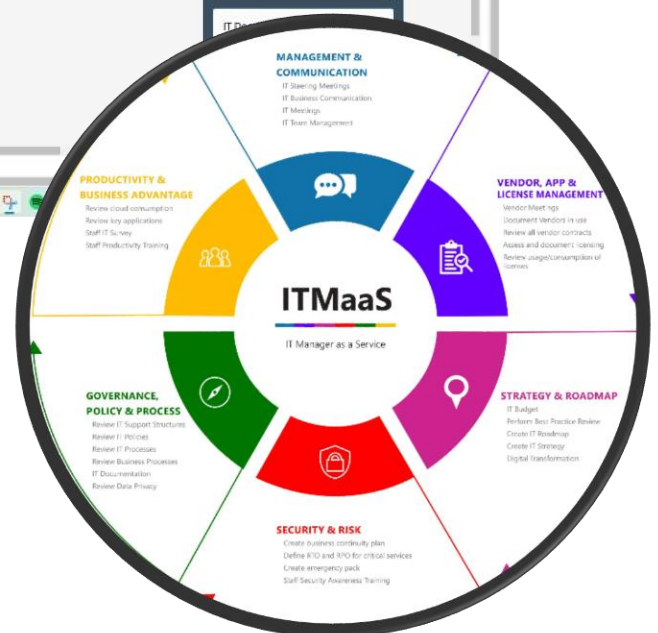 MANAGEMENT &
COMMUNICATION
IT Steering Meetings
IT Business Communication
IT Meetings
IT Team Management
PRODUCTIVITY &
BUSINESS ADVANTAGE
Review cloud consumption
Review key applications
Staff IT Survey
Staff Productivity Training
VENDOR, APP &
LICENSE MANAGEMENT
Vendor Meetings
Document Vendors in use
Review all vendor contracts
Assess and document licensing
Review usage/consumption of
licenses
ITMaaS
IT Manager as a Service
GOVERNANCE,
POLICY & PROCESS
Review IT Support Structures
Review IT Policies
Review IT Processes
Review Business Processes
IT Documentation
Review Data Privacy
STRATEGY & ROADMAP
IT Budget
Perform Best Practice Review
Create IT Roadmap
Create IT Strategy
Digital Transformation
SECURITY & RISK
Create business continuity plan
Define RTO and RPO for critical services
Create emergency pack
Staff Security Awareness Training